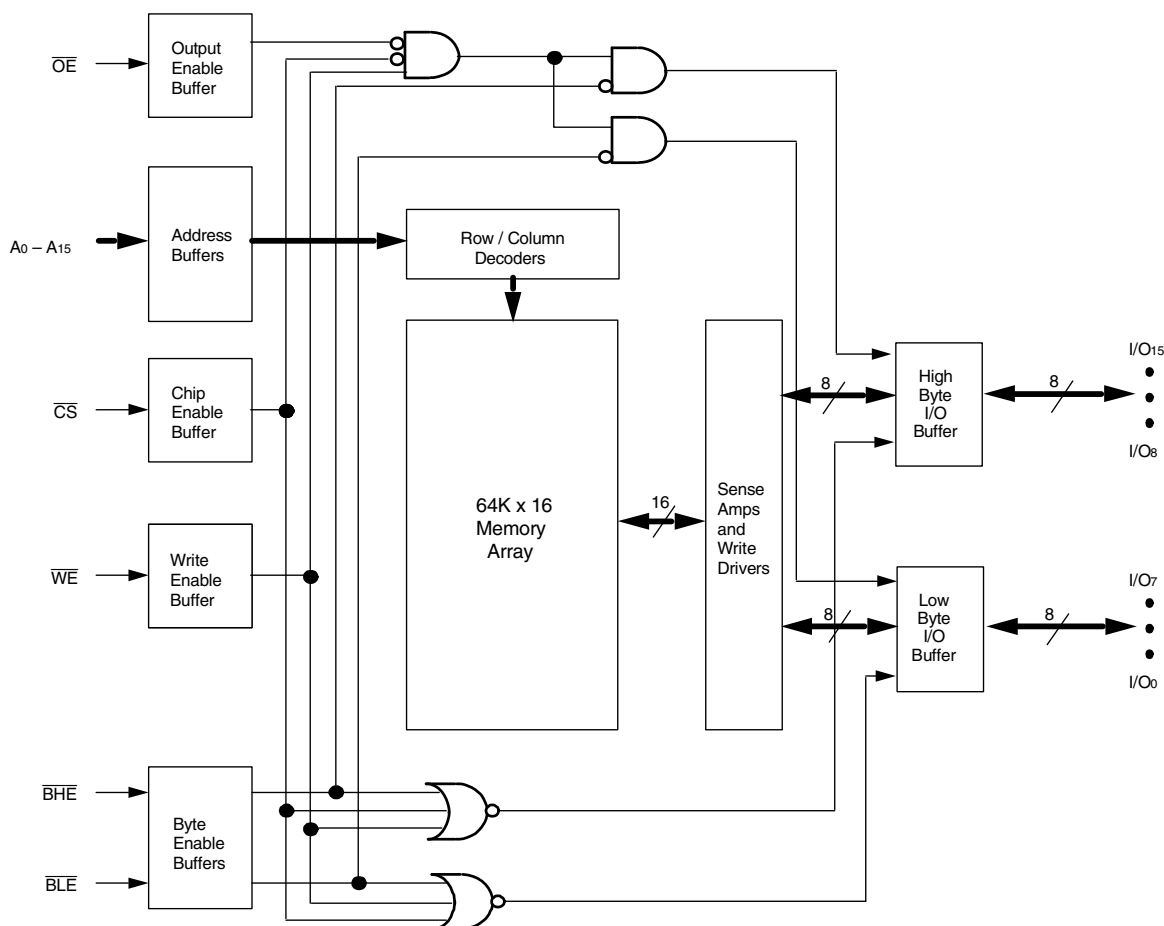 OE
Output
Enable
Buffer
A0 – A15
Address
Buffers
Row / Column
Decoders
CS
Chip
Enable
Buffer
WE
Write
Enable
Buffer
64K x 16
Memory
Array
16
Sense
Amps
and
Write
Drivers
8
High
Byte
I/O
Buffer
8
I/O15
I/O8
8
Low
Byte
I/O
Buffer
8
I/O7
I/O0
BHE
BLE
Byte
Enable
Buffers